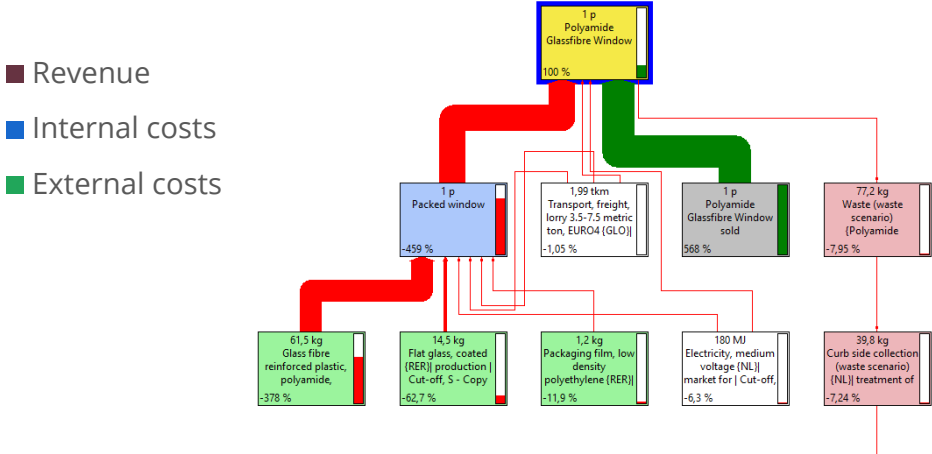 Revenue
Internal costs
External costs
1 p
Polyamide
Glassfibre Window
100 %
1 p
Packed window
-459 %
1,99 tkm
Transport, freight,
lorry 3.5-7.5 metric
ton, EURO4 {GLO}|
-1,05 %
1 p
Polyamide
Glassfibre Window
sold
568 %
77,2 kg
Waste (waste
scenario)
{Polyamide
-7,95 %
61,5 kg
Glass fibre
reinforced plastic,
polyamide,
-378 %
14,5 kg
Flat glass, coated
{RER}| production |
Cut-off, S - Copy
-62,7 %
1,2 kg
Packaging film, low
density
polyethylene {RER}|
-11,9 %
180 MJ
Electricity, medium
voltage {NL}|
market for | Cut-off,
-6,3 %
39,8 kg
Curb side collection
(waste scenario)
{NL}| treatment of
-7,24 %